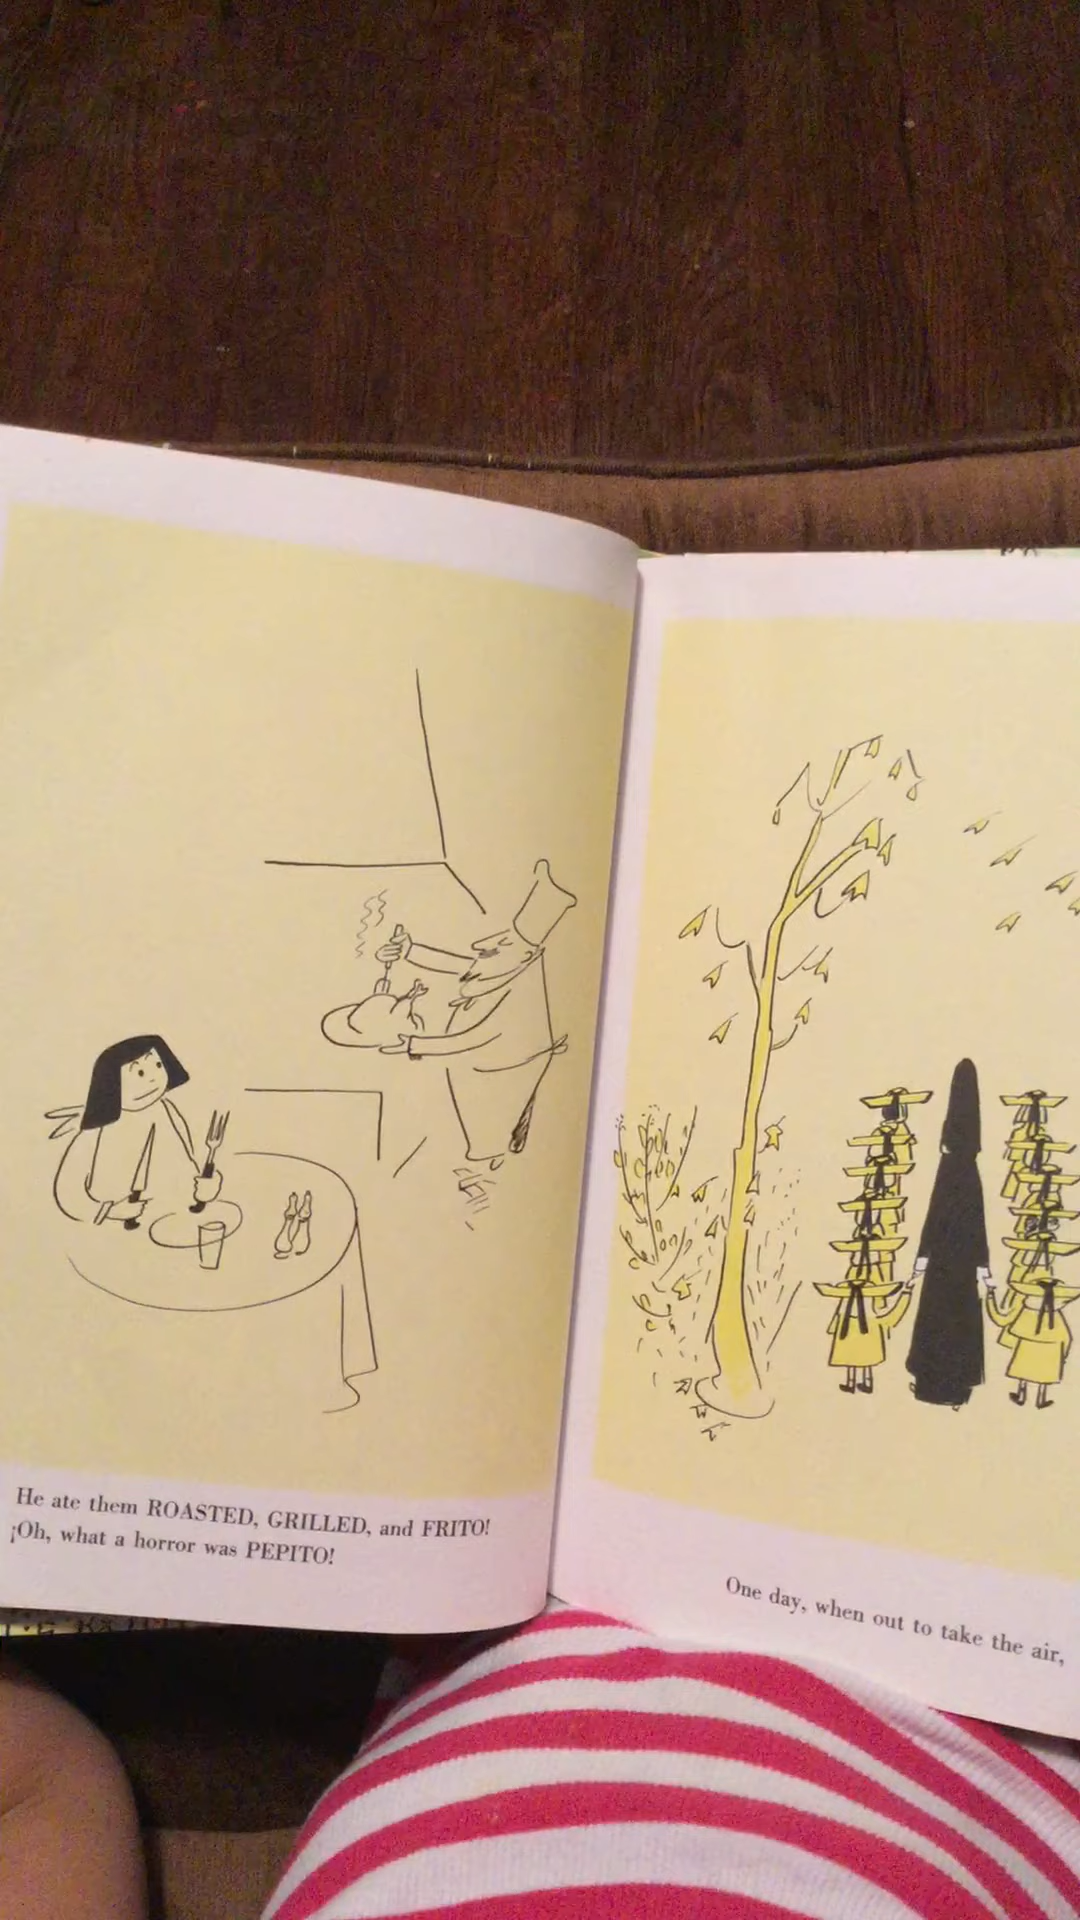 He ate them ROASTED, GRILLED, and FRITO!
¡Oh, what a horror was PEPITO!
One day, when out to take the air,